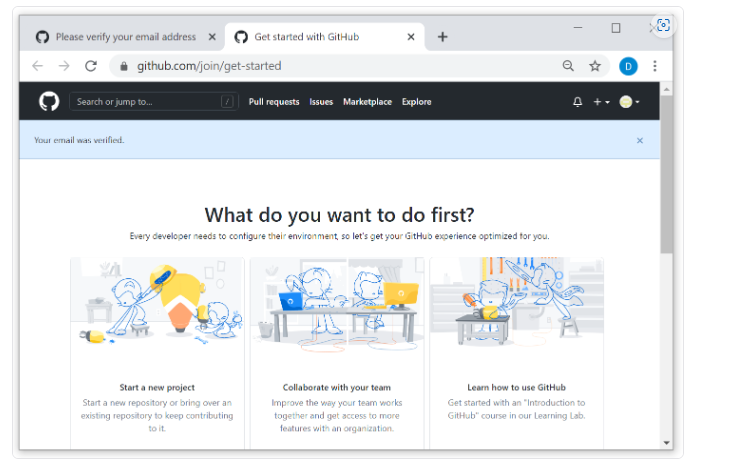 Please verify your email address
Get started with GitHub
github.com/join/get-started
D
Search or jump to...
/
Pull requests Issues Marketplace Explore
Your email was verified.
What do you want to do first?
Every developer needs to configure their environment, so let's get your GitHub experience optimized for you.
Start a new project
Start a new repository or bring over an
existing repository to keep contributing
to it.
Collaborate with your team
Improve the way your team works
together and get access to more
features with an organization.
Learn how to use GitHub
Get started with an "Introduction to
GitHub" course in our Learning Lab.